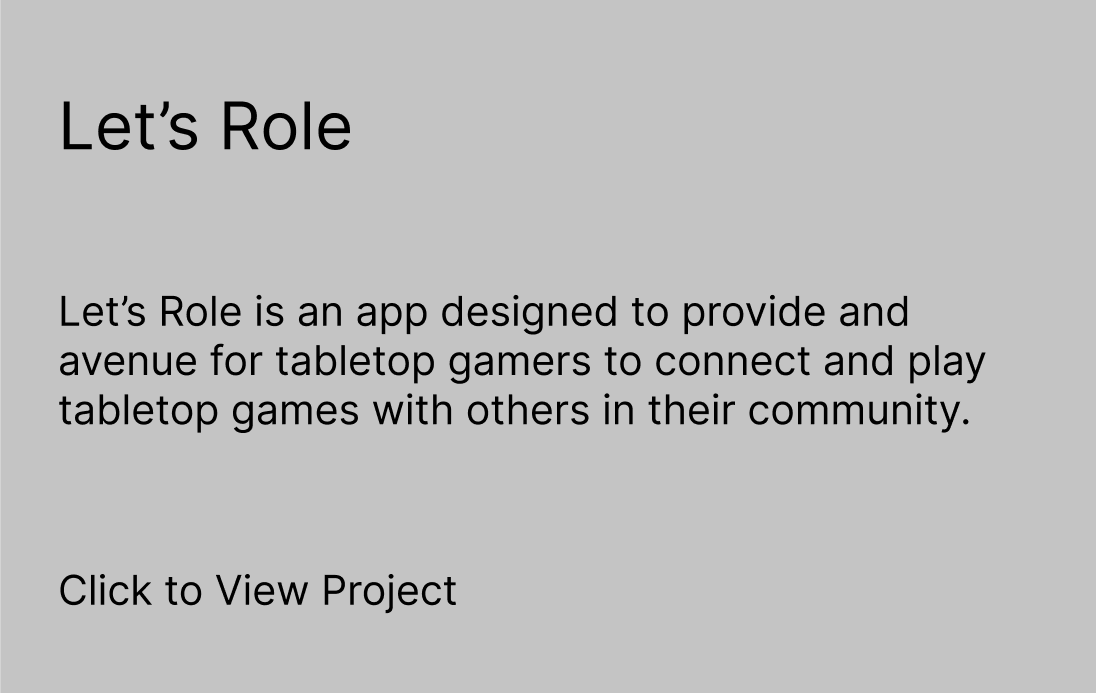 Let’s Role
Let’s Role is an app designed to provide and
avenue for tabletop gamers to connect and play
tabletop games with others in their community.
Click to View Project